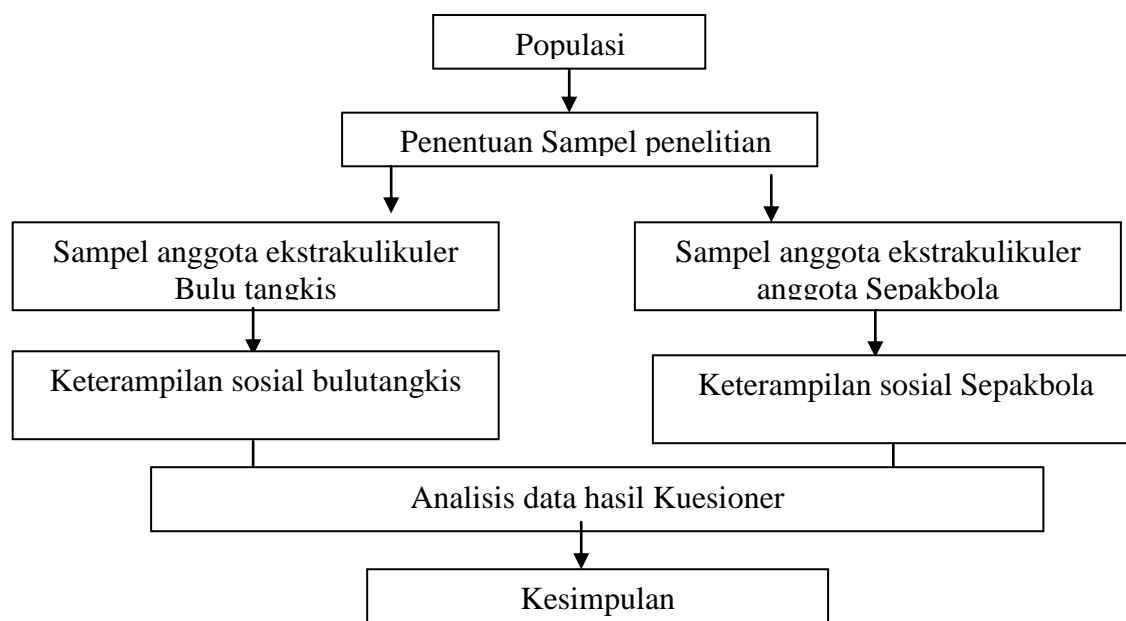 Populasi
Penentuan Sampel penelitian
Sampel anggota ekstrakulikuler
Bulu tangkis
Sampel anggota ekstrakulikuler
anggota Sepakbola
Keterampilan sosial bulutangkis
Keterampilan sosial Sepakbola
Analisis data hasil Kuesioner
Kesimpulan